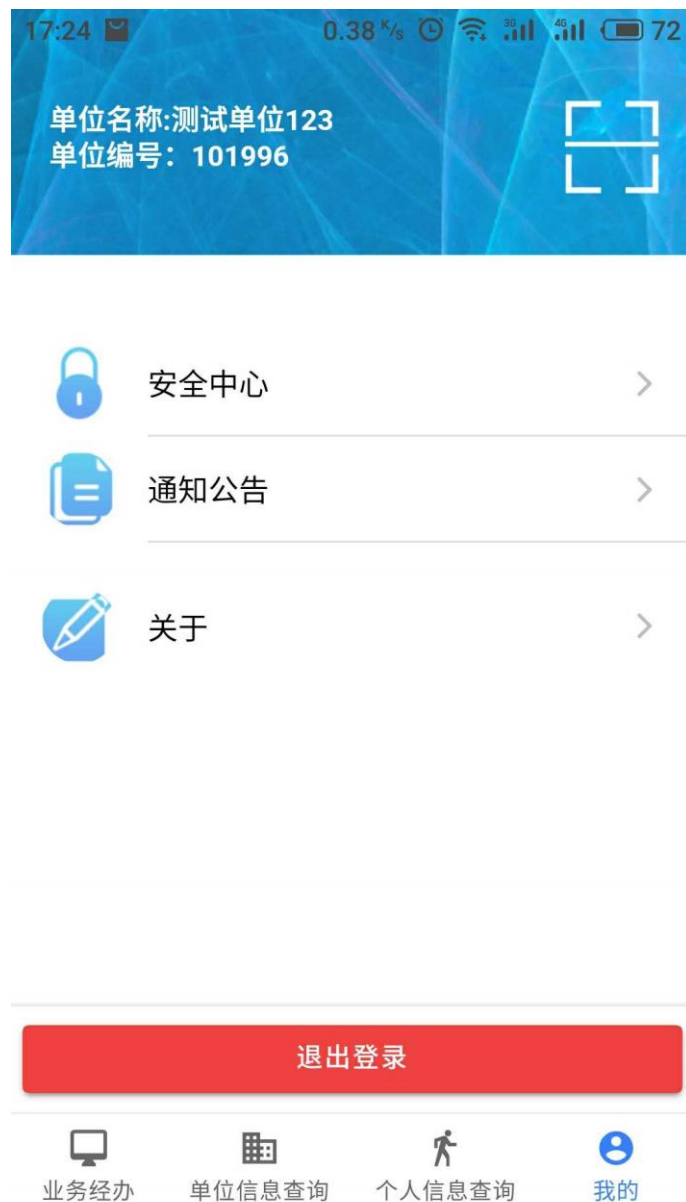 17:24 0.38 K/s 3G 4G 72
单位名称:测试单位123
单位编号：101996
安全中心
通知公告
关于
退出登录
业务经办 单位信息查询 个人信息查询 我的